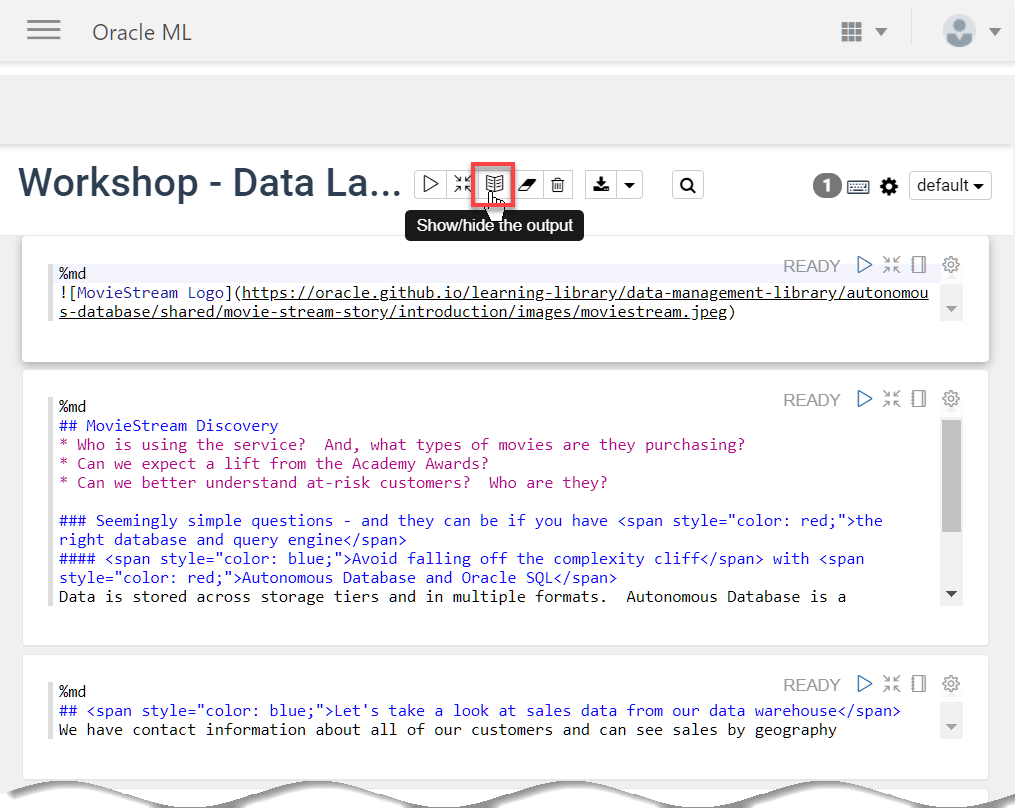 Oracle ML
Workshop - Data La...
1
default
Show/hide the output
READY
%md
![MovieStream Logo](https://oracle.github.io/learning-library/data-management-library/autonomou
s-database/shared/movie-stream-story/introduction/images/moviestream.jpeg)
READY
%md
## MovieStream Discovery
* Who is using the service?  And, what types of movies are they purchasing?
* Can we expect a lift from the Academy Awards?
* Can we better understand at-risk customers?  Who are they?
### Seemingly simple questions - and they can be if you have <span style="color: red;">the
right database and query engine</span>
#### <span style="color: blue;">Avoid falling off the complexity cliff</span> with <span
style="color: red;">Autonomous Database and Oracle SQL</span>
Data is stored across storage tiers and in multiple formats.  Autonomous Database is a
READY
%md
## <span style="color: blue;">Let's take a look at sales data from our data warehouse</span>
We have contact information about all of our customers and can see sales by geography